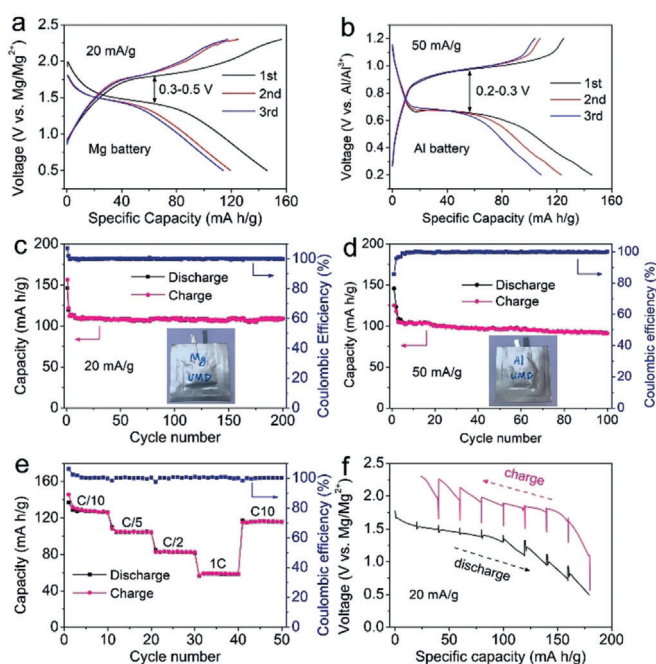 a
20 mA/g
0.3-0.5 V
1st
2nd
3rd
Mg battery
Voltage (V vs. Mg/Mg²⁺)
2.5
2.0
1.5
1.0
0.5
0 40 80 120 160
Specific Capacity (mA h/g)
b
50 mA/g
0.2-0.3 V
1st
2nd
3rd
Al battery
Voltage (V vs. Al/Al³⁺)
1.2
1.0
0.8
0.6
0.4
0.2
0 40 80 120 160
Specific Capacity (mA h/g)
c
Discharge
Charge
20 mA/g
Mg
UMD
Capacity (mA h/g)
200
150
100
50
0
0 50 100 150 200
Cycle number
100
80
60
40
20
0
Coulombic Efficiency (%)
d
Discharge
Charge
50 mA/g
Al
UMD
Capacity (mA h/g)
200
150
100
50
0
0 20 40 60 80 100
Cycle number
100
80
60
40
20
0
Coulombic efficiency (%)
e
C/10
C/5
C/2
1C
C10
Discharge
Charge
Capacity (mA h/g)
200
160
120
80
40
0
0 10 20 30 40 50
Cycle number
100
80
60
40
20
0
Coulombic efficiency (%)
f
charge
discharge
20 mA/g
Voltage (V vs. Mg/Mg²⁺)
2.5
2.0
1.5
1.0
0.5
0.0
0 50 100 150 200
Specific capacity (mA h/g)